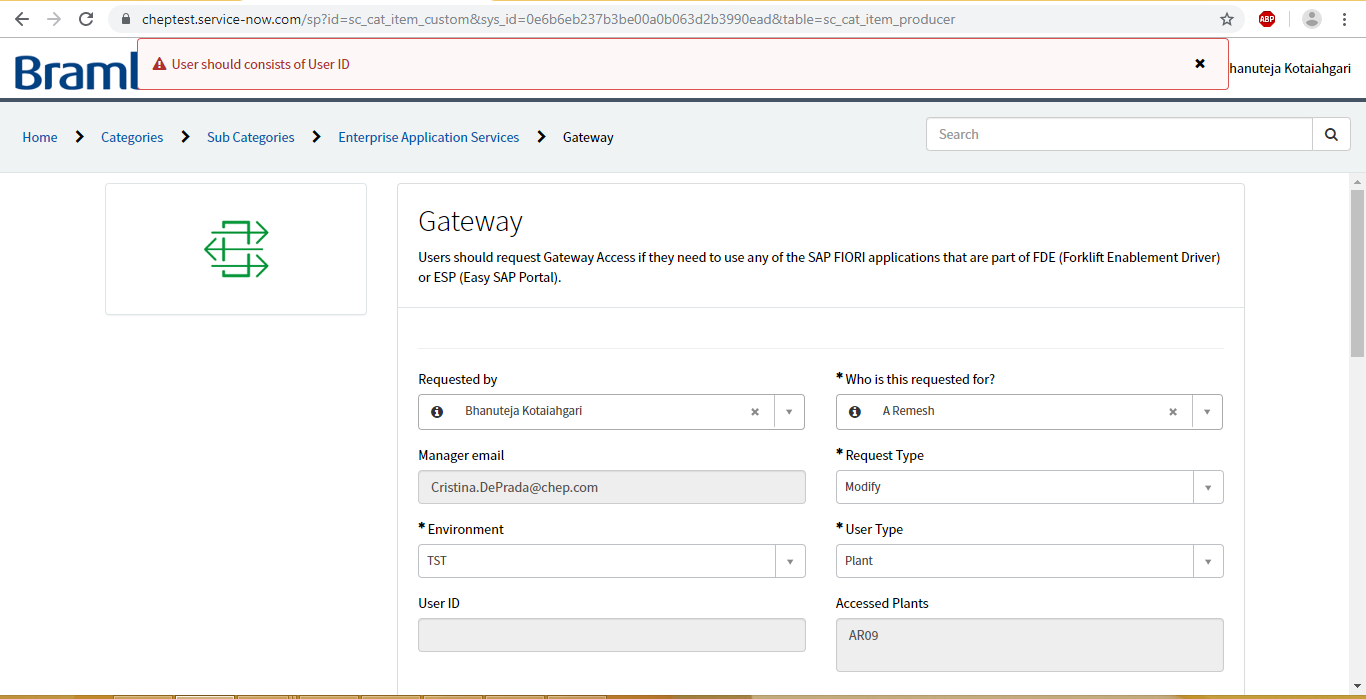 cheptest.service-now.com/sp?id=sc_cat_item_custom&sys_id=0e6b6eb237b3be00a0b063d2b3990ead&table=sc_cat_item_producer
ABP
User should consists of User ID
Braml
hanuteja Kotaiahgari
Home
Categories
Sub Categories
Enterprise Application Services
Gateway
Search
Gateway
Users should request Gateway Access if they need to use any of the SAP FIORI applications that are part of FDE (Forklift Enablement Driver)
or ESP (Easy SAP Portal).
Requested by
* Who is this requested for?
Bhanuteja Kotaiahgari
A Remesh
Manager email
* Request Type
Cristina.DePrada@chep.com
Modify
* Environment
* User Type
TST
Plant
User ID
Accessed Plants
AR09